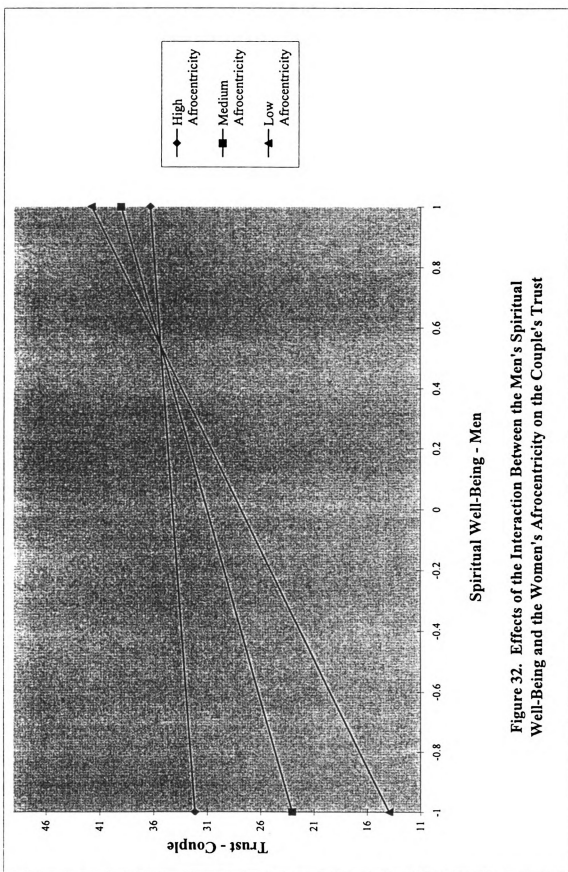 High
Afrocentricity
Medium
Afrocentricity
Low
Afrocentricity
Trust - Couple
46
41
36
31
26
21
16
11
-1
-0.8
-0.6
-0.4
-0.2
0
0.2
0.4
0.6
0.8
1
Spiritual Well-Being - Men
Figure 32. Effects of the Interaction Between the Men's Spiritual
Well-Being and the Women's Afrocentricity on the Couple's Trust